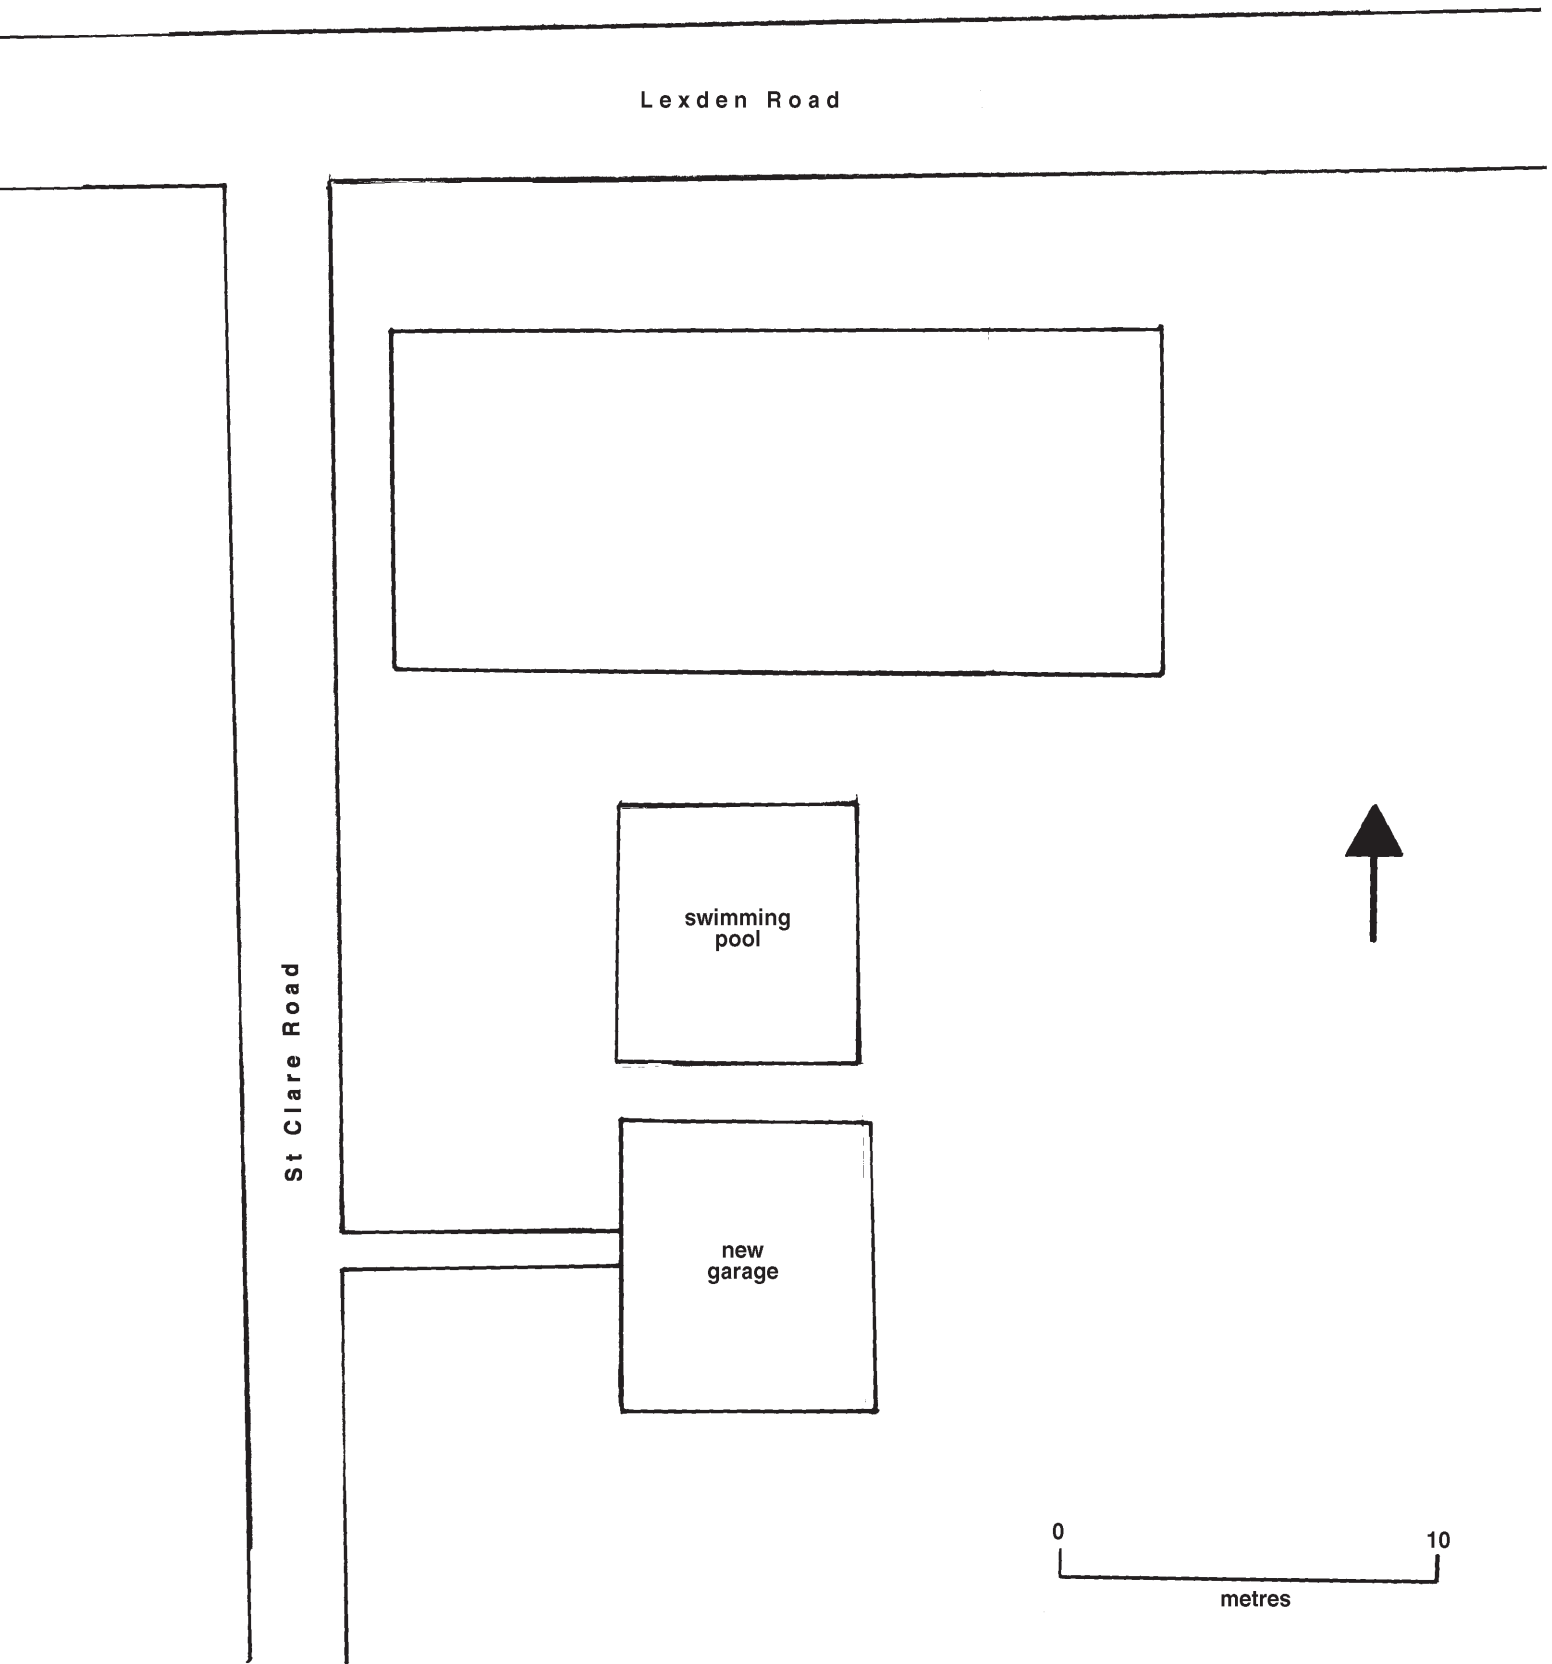 Lexden Road
swimming
pool
St Clare Road
new
garage
0
10
metres